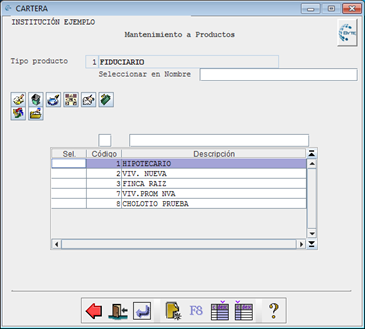 CARTERA
INSTITUCIÓN EJEMPLO
Mantenimiento a Productos
Tipo producto 1 FIDUCIARIO
Seleccionar en Nombre
Sel. Código Descripción
1 HIPOTECARIO
2 VIV. NUEVA
3 FINCA RAIZ
7 VIV.PROM NVA
8 CHOLOTIO PRUEBA
F8 ?